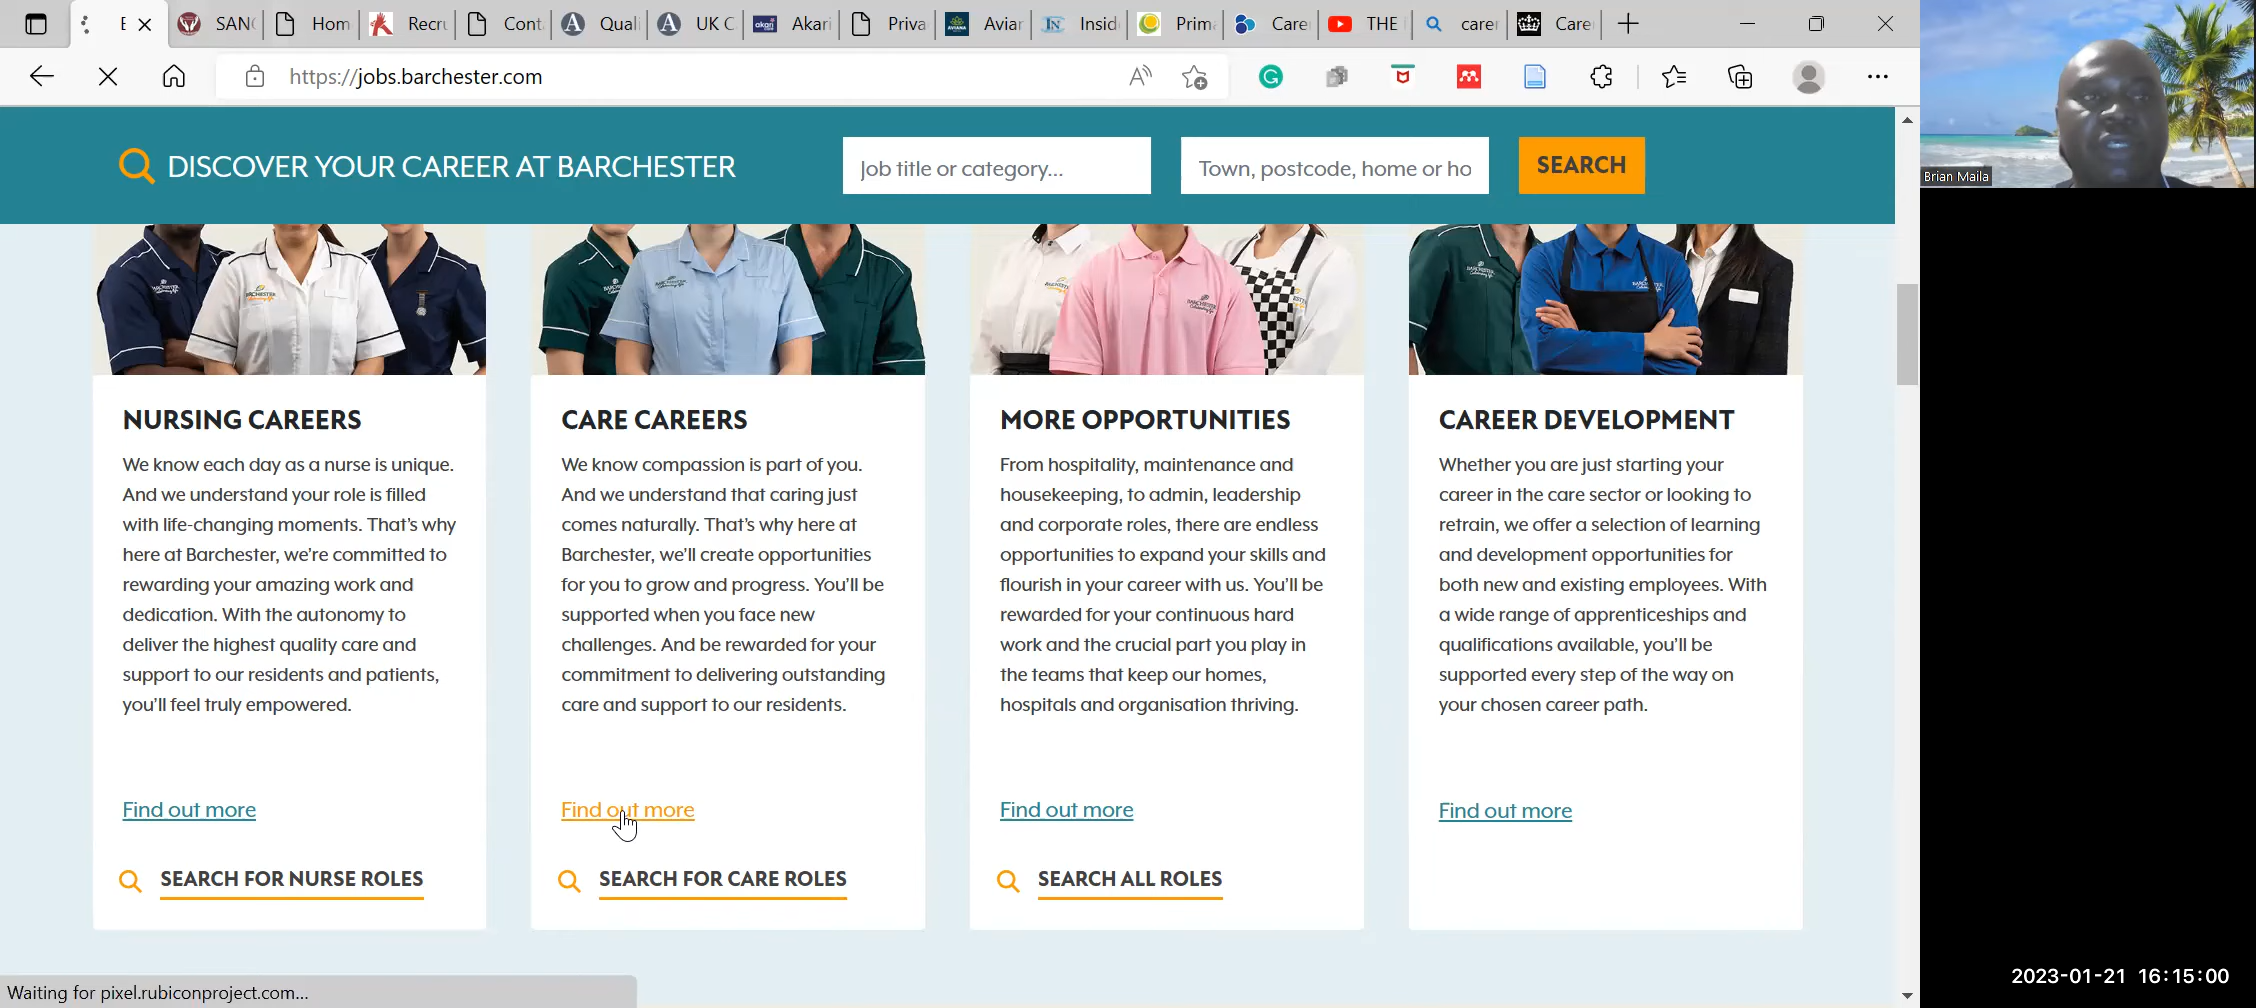 E
SAN
Hom
Recru
Cont
Quali
UK C
Akari
Priva
Avian
Inside
Prima
Care
THE
carer
Care
https://jobs.barchester.com
DISCOVER YOUR CAREER AT BARCHESTER
Job title or category...
Town, postcode, home or ho
SEARCH
Brian Maila
NURSING CAREERS
We know each day as a nurse is unique.
And we understand your role is filled
with life-changing moments. That's why
here at Barchester, we're committed to
rewarding your amazing work and
dedication. With the autonomy to
deliver the highest quality care and
support to our residents and patients,
you'll feel truly empowered.
Find out more
SEARCH FOR NURSE ROLES
CARE CAREERS
We know compassion is part of you.
And we understand that caring just
comes naturally. That's why here at
Barchester, we'll create opportunities
for you to grow and progress. You'll be
supported when you face new
challenges. And be rewarded for your
commitment to delivering outstanding
care and support to our residents.
Find out more
SEARCH FOR CARE ROLES
MORE OPPORTUNITIES
From hospitality, maintenance and
housekeeping, to admin, leadership
and corporate roles, there are endless
opportunities to expand your skills and
flourish in your career with us. You'll be
rewarded for your continuous hard
work and the crucial part you play in
the teams that keep our homes,
hospitals and organisation thriving.
Find out more
SEARCH ALL ROLES
CAREER DEVELOPMENT
Whether you are just starting your
career in the care sector or looking to
retrain, we offer a selection of learning
and development opportunities for
both new and existing employees. With
a wide range of apprenticeships and
qualifications available, you'll be
supported every step of the way on
your chosen career path.
Find out more
Waiting for pixel.rubiconproject.com...
2023-01-21 16:15:00